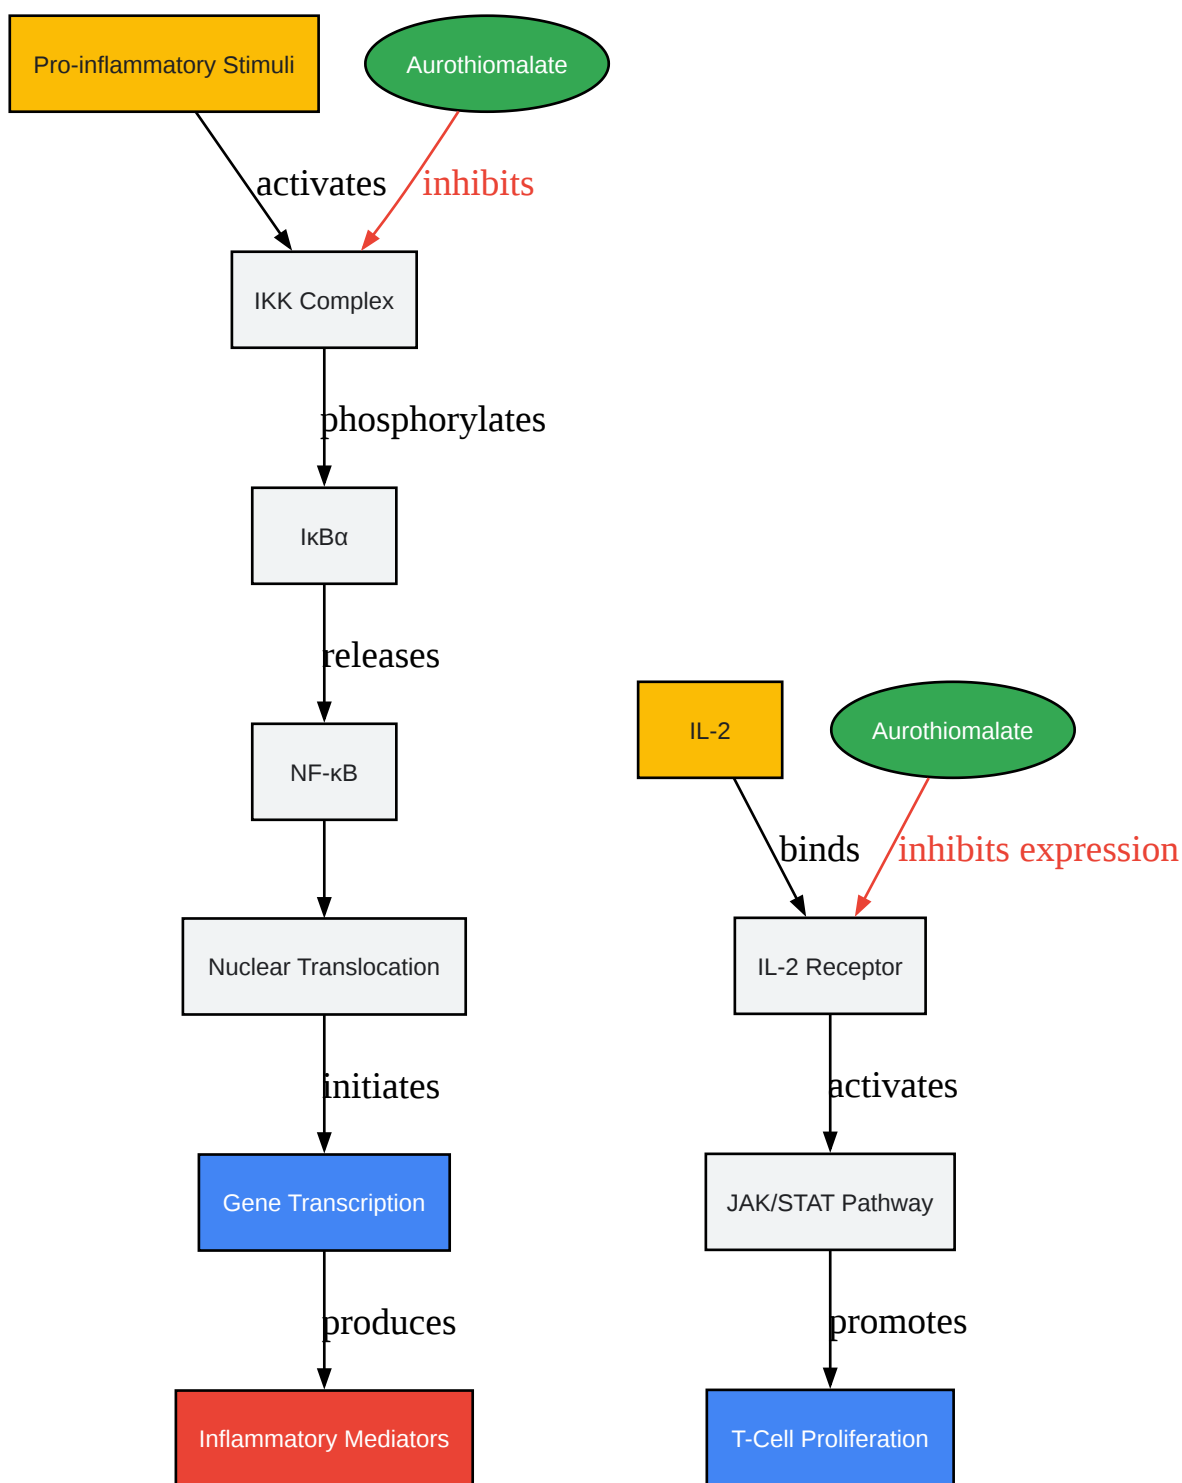 Pro-inflammatory Stimuli
Aurothiomalate
activates
inhibits
IKK Complex
phosphorylates
IκBα
releases
NF-κB
IL-2
Aurothiomalate
binds
inhibits expression
Nuclear Translocation
IL-2 Receptor
initiates
activates
Gene Transcription
JAK/STAT Pathway
produces
promotes
Inflammatory Mediators
T-Cell Proliferation